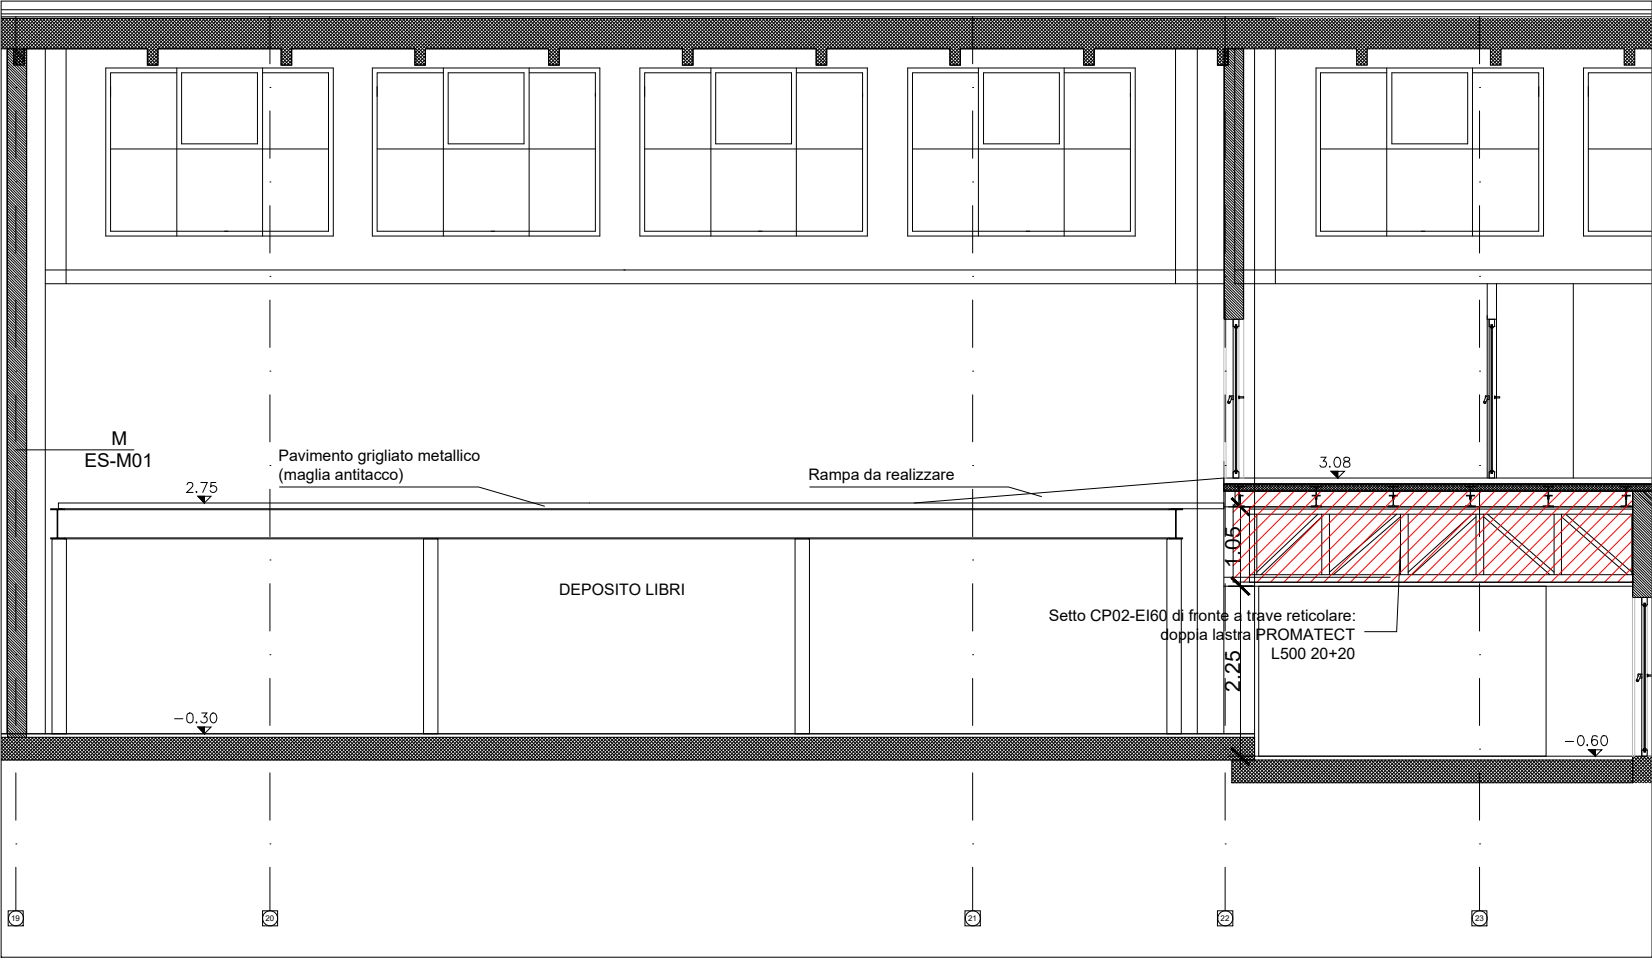 M
ES-M01
Pavimento grigliato metallico
(maglia antitacco)
Rampa da realizzare
3.08
2.75
1.05
DEPOSITO LIBRI
Setto CP02-EI60 di fronte a trave reticolare:
doppia lastra PROMATECT
L500 20+20
2.25
−0.30
−0.60
19
20
21
22
23